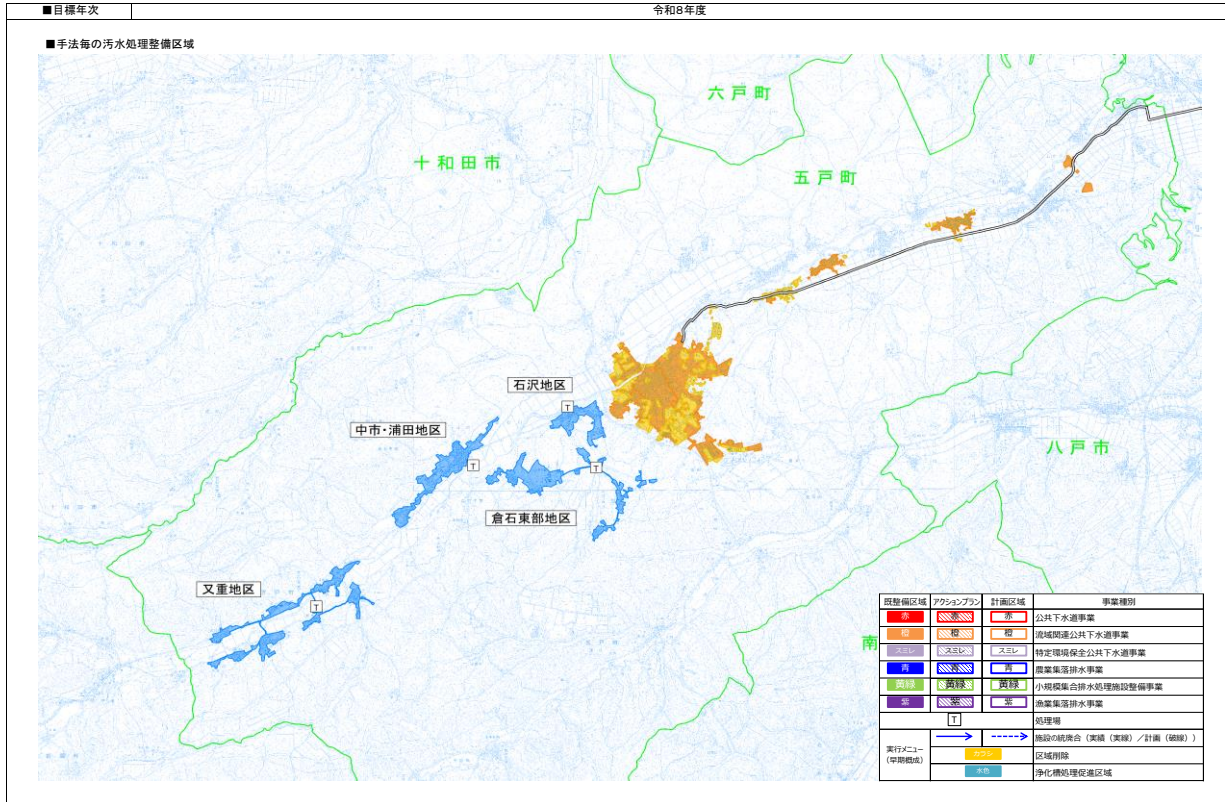 ■目標年次 令和8年度
■手法毎の汚水処理整備区域
六戸町
十和田市
五戸町
石沢地区
T
中市・浦田地区
八戸市
T
T
倉石東部地区
又重地区
T
南
既整備区域 アクションプラン 計画区域 事業種別
赤 赤 赤 公共下水道事業
橙 橙 橙 流域関連公共下水道事業
スミレ スミレ スミレ 特定環境保全公共下水道事業
青 青 青 農業集落排水事業
黄緑 黄緑 黄緑 小規模集合排水処理施設整備事業
紫 紫 紫 漁業集落排水事業
T 処理場
実行メニュー
(早期概成)
施設の統廃合(実績(実線)/計画(破線))
カラシ 区域削除
水色 浄化槽処理促進区域